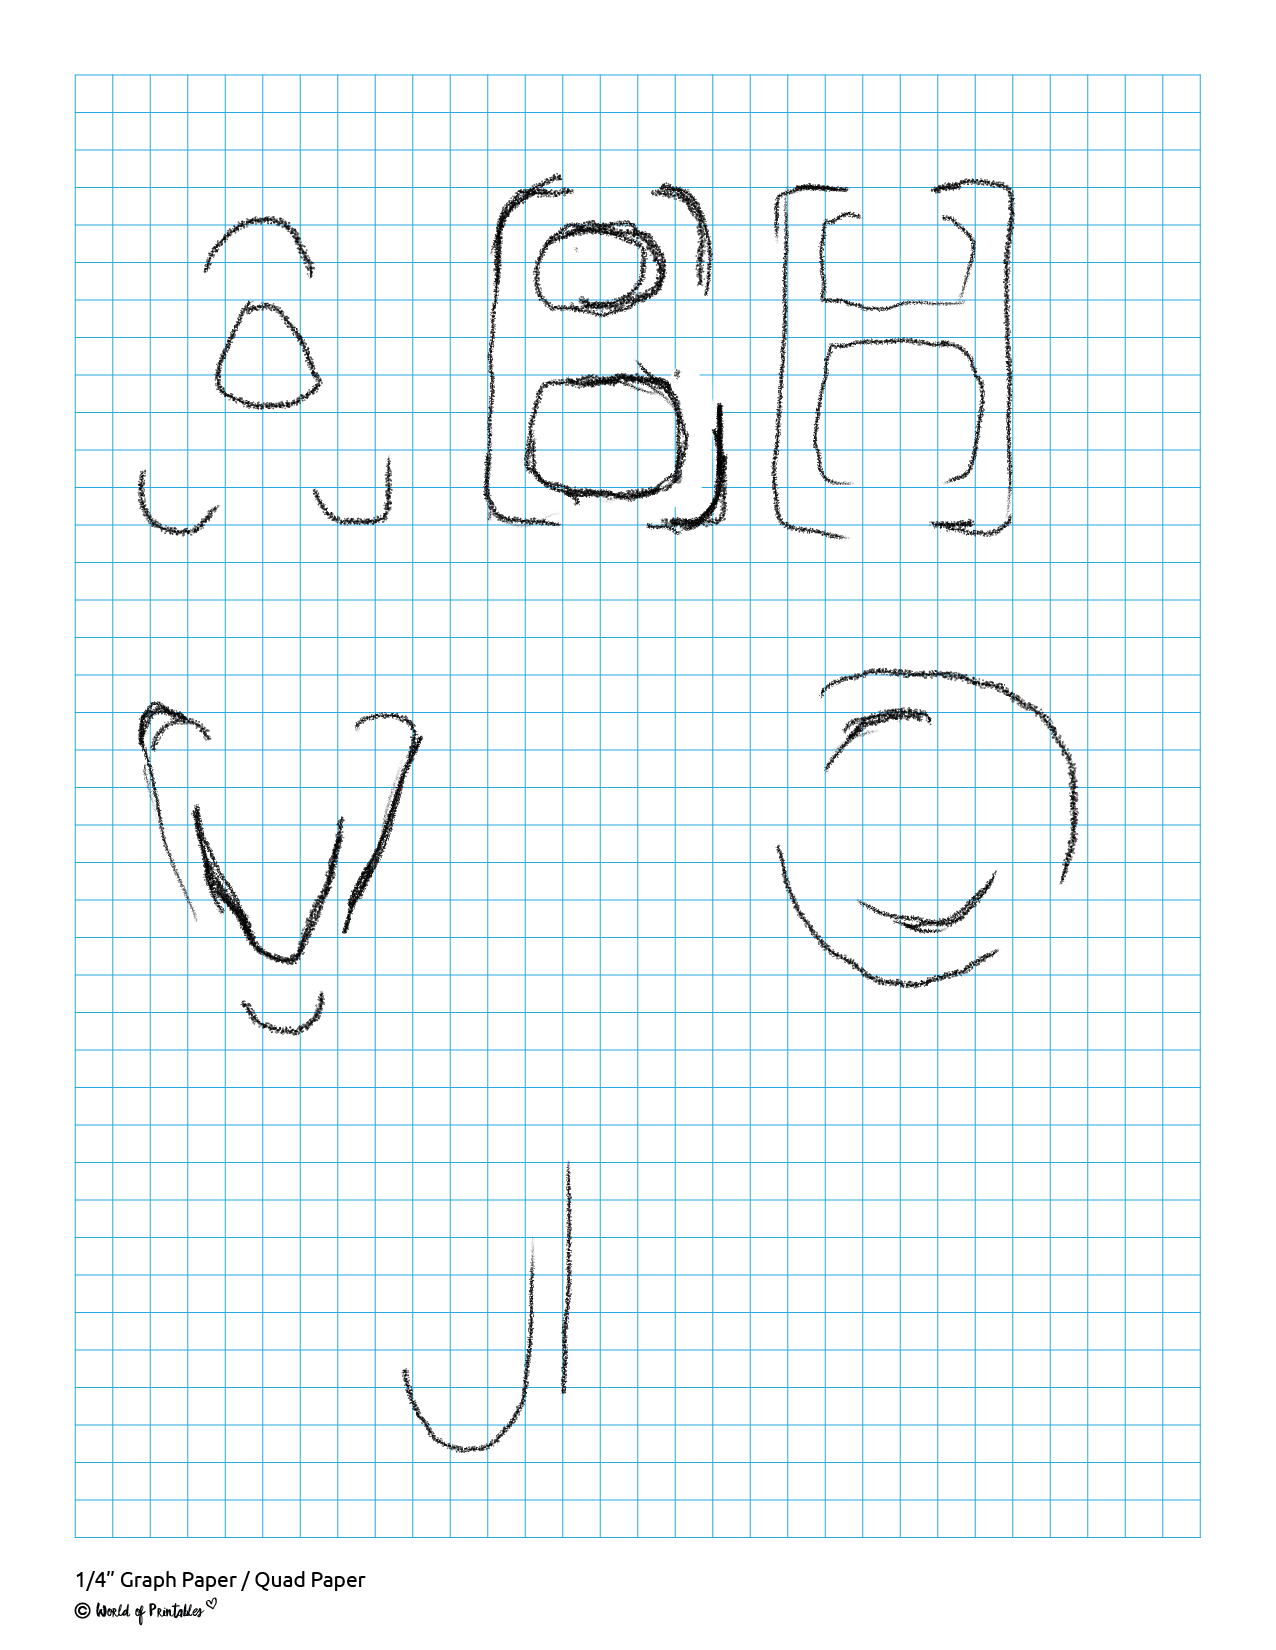 A B H
V O
J
1/4” Graph Paper / Quad Paper
© World of Printables